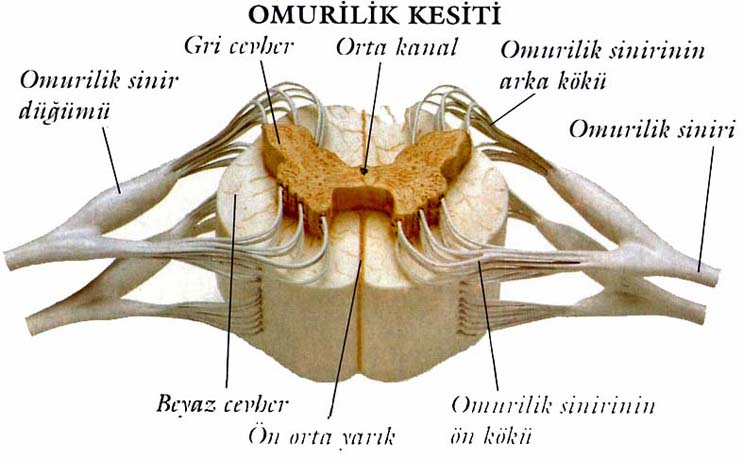 OMURİLİK KESİTİ
Gri cevher
Orta kanal
Omurilik sinirinin
arka kökü
Omurilik sinir
düğümü
Omurilik siniri
Beyaz cevher
Ön orta yarık
Omurilik sinirinin
ön kökü